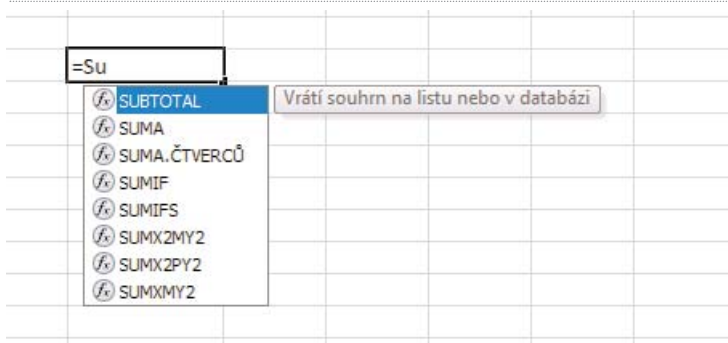 =Su
SUBTOTAL Vrátí souhrn na listu nebo v databázi
SUMA
SUMA.ČTVERCŮ
SUMIF
SUMIFS
SUMX2MY2
SUMX2PY2
SUMXMY2